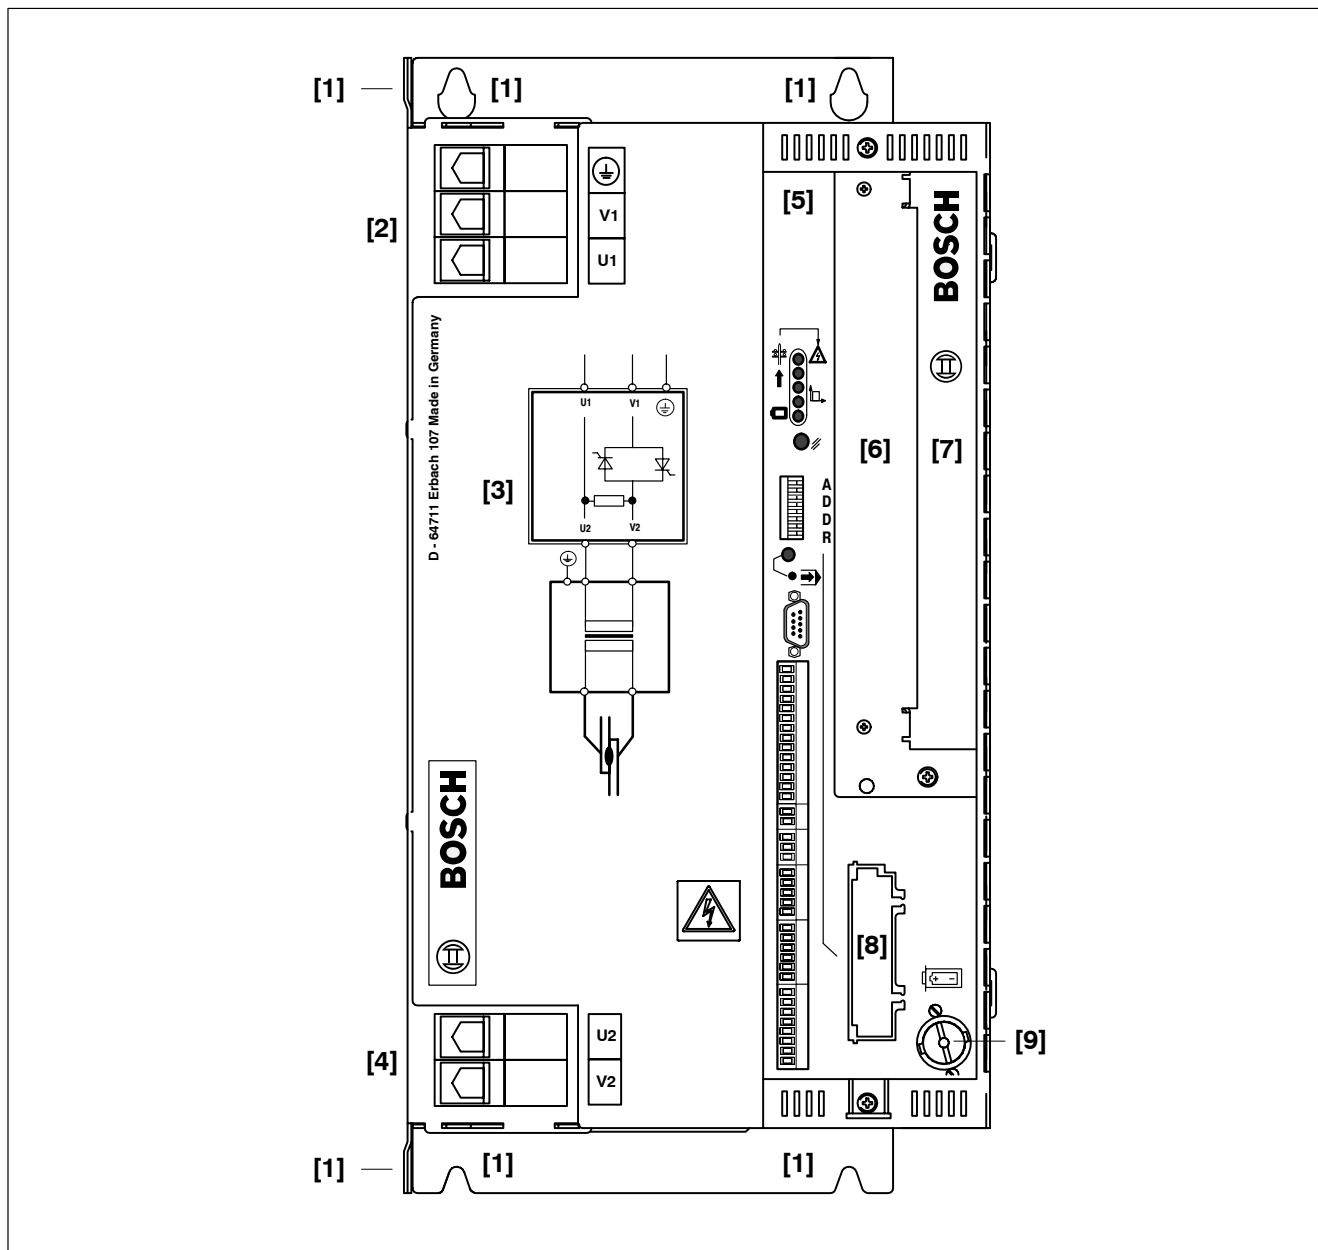 [1]
[1]
[1]
[2]
V1
U1
[5]
BOSCH
D - 64711 Erbach 107 Made in Germany
U1
V1
[3]
U2
V2
[6]
[7]
A
D
D
R
BOSCH
[8]
+ -
[4]
U2
V2
[9]
[1]
[1]
[1]